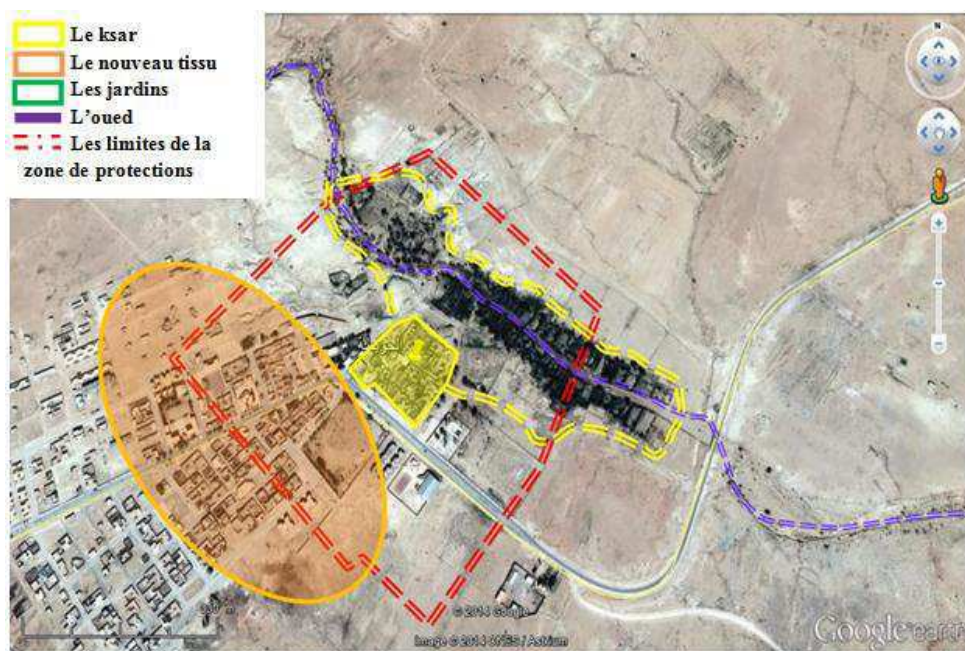 Le ksar
Le nouveau tissu
Les jardins
L'oued
Les limites de la
zone de protections
N
© 2014 Google
Image © 2014 CNES / Astrium
Google earth